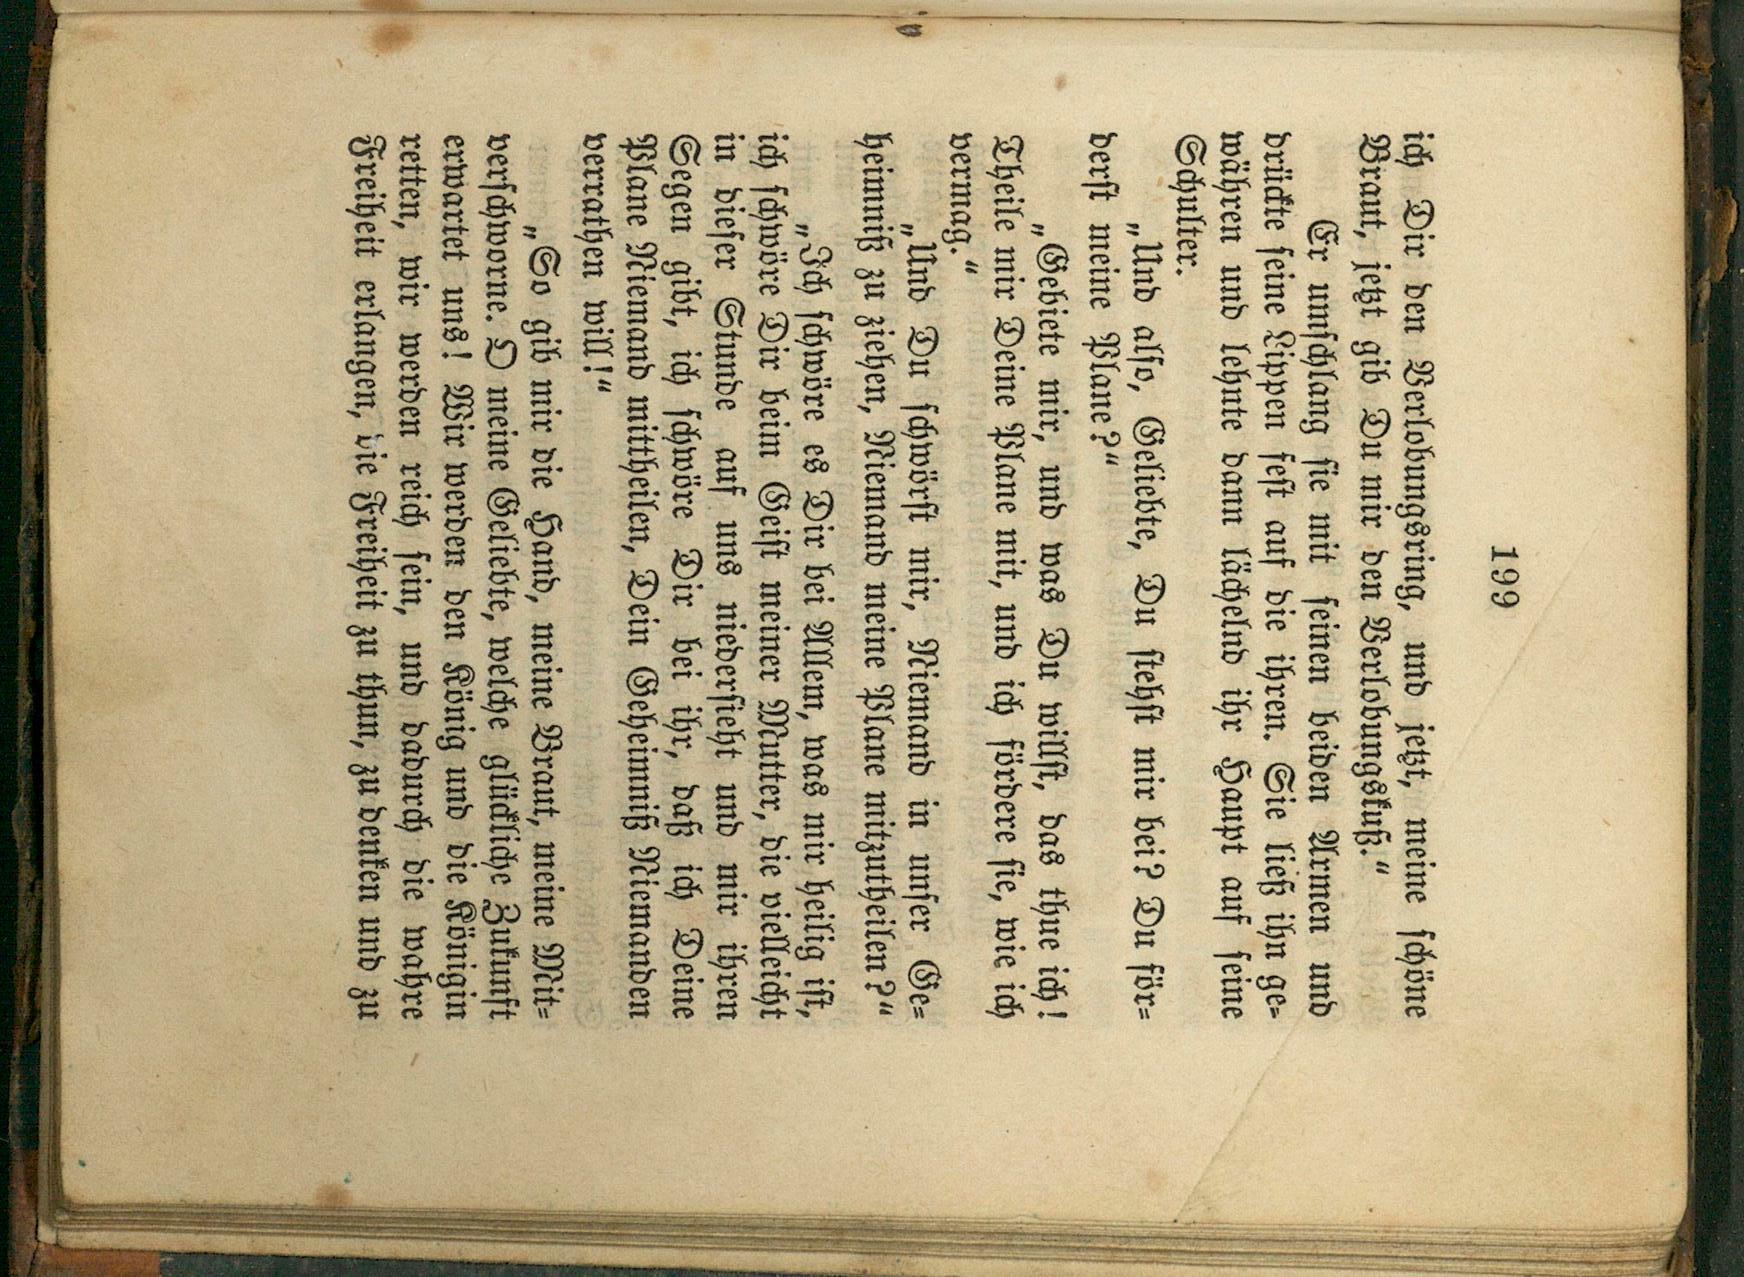 199
ich Dir den Verlobungsring, und jetzt, meine schöne
Braut, jetzt gib Du mir den Verlobungskuß.“
Er umschlang sie mit seinen beiden Armen und
drückte seine Lippen fest auf die ihren. Sie ließ ihn ge-
währen und lehnte dann lächelnd ihr Haupt auf seine
Schulter.
„Und also, Geliebte, Du stehst mir bei? Du för-
derst meine Plane?“
„Gebiete mir, und was Du willst, das thue ich!
Theile mir Deine Plane mit, und ich fördere sie, wie ich
vermag.“
„Und Du schwörst mir, Niemand in unser Ge-
heimniß zu ziehen, Niemand meine Plane mitzutheilen?“
„Ich schwöre es Dir bei Allem, was mir heilig ist,
ich schwöre Dir beim Geist meiner Mutter, die vielleicht
in dieser Stunde auf uns niedersieht und mir ihren
Segen gibt, ich schwöre Dir bei ihr, daß ich Deine
Plane Niemand mittheilen, Dein Geheimniß Niemanden
verrathen will!“
„So gib mir die Hand, meine Braut, meine Mit-
verschworne. O meine Geliebte, welche glückliche Zukunft
erwartet uns! Wir werden den König und die Königin
retten, wir werden reich sein, und dadurch die wahre
Freiheit erlangen, die Freiheit zu thun, zu denken und zu